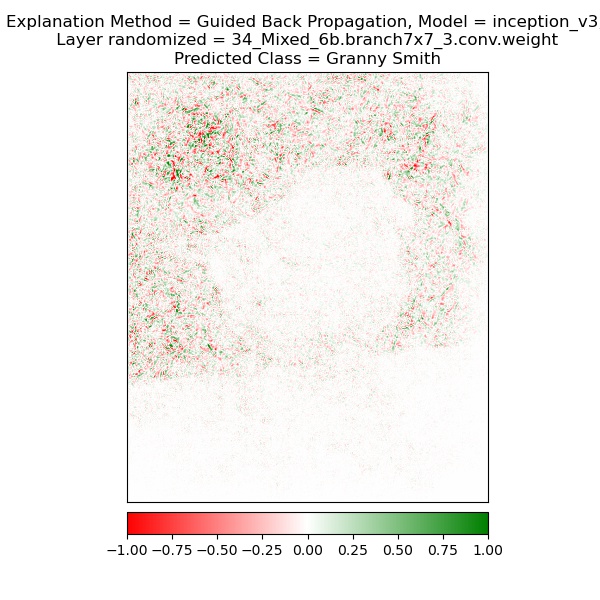 Explanation Method = Guided Back Propagation, Model = inception_v3
Layer randomized = 34_Mixed_6b.branch7x7_3.conv.weight
Predicted Class = Granny Smith
−1.00 −0.75 −0.50 −0.25 0.00 0.25 0.50 0.75 1.00